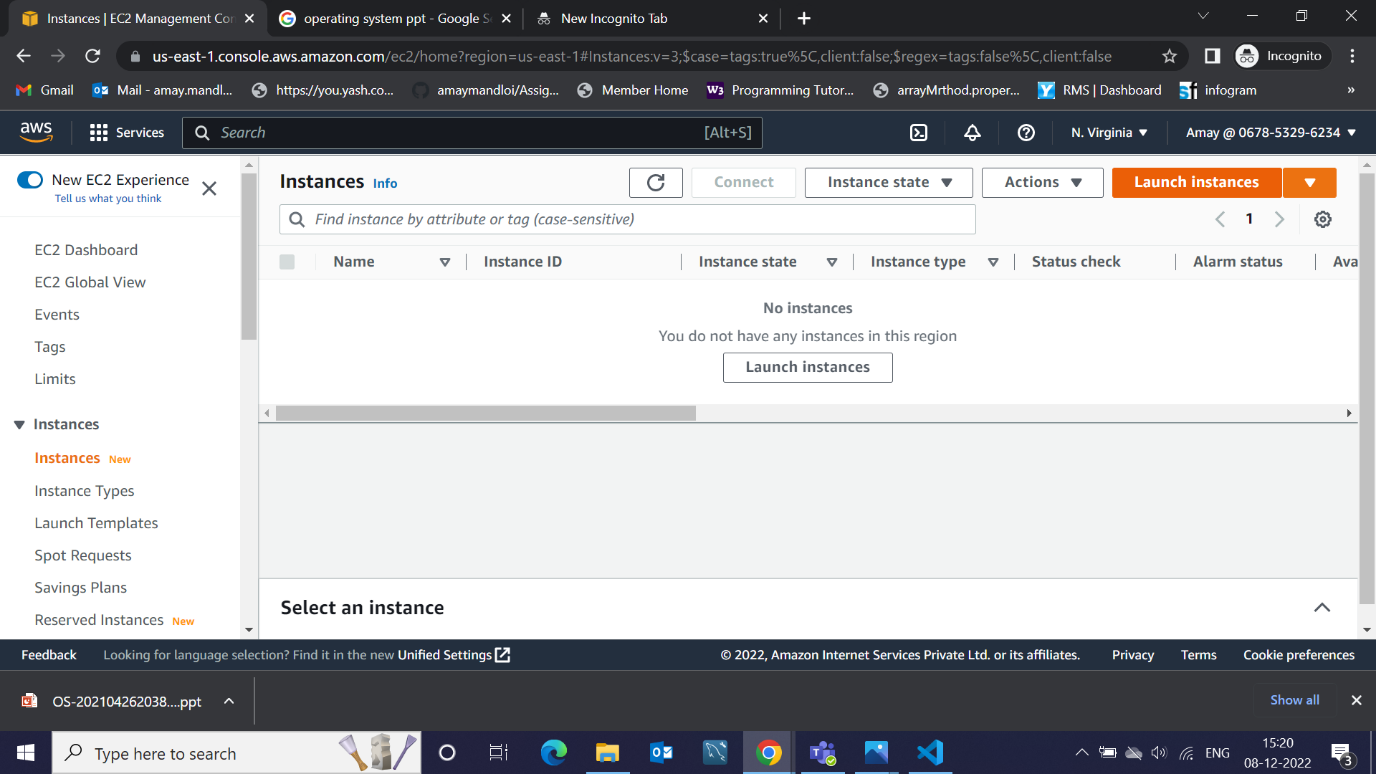 Instances | EC2 Management Con
operating system ppt - Google Se
New Incognito Tab
us-east-1.console.aws.amazon.com/ec2/home?region=us-east-1#Instances:v=3;$case=tags:true%5C,client:false;$regex=tags:false%5C,client:false
Incognito
Gmail
Mail - amay.mandl...
https://you.yash.co...
amaymandloi/Assig...
Member Home
W3 Programming Tutor...
arrayMrthod.proper...
RMS | Dashboard
infogram
»
aws
Services
Search
[Alt+S]
N. Virginia
Amay @ 0678-5329-6234
New EC2 Experience
Tell us what you think
EC2 Dashboard
EC2 Global View
Events
Tags
Limits
Instances
Instances New
Instance Types
Launch Templates
Spot Requests
Savings Plans
Reserved Instances New
Instances Info
Connect
Instance state
Actions
Launch instances
Find instance by attribute or tag (case-sensitive)
1
Name
Instance ID
Instance state
Instance type
Status check
Alarm status
Ava
No instances
You do not have any instances in this region
Launch instances
Select an instance
Feedback
Looking for language selection? Find it in the new Unified Settings
© 2022, Amazon Internet Services Private Ltd. or its affiliates.
Privacy
Terms
Cookie preferences
OS-202104262038....ppt
Show all
Type here to search
ENG
15:20
08-12-2022
3